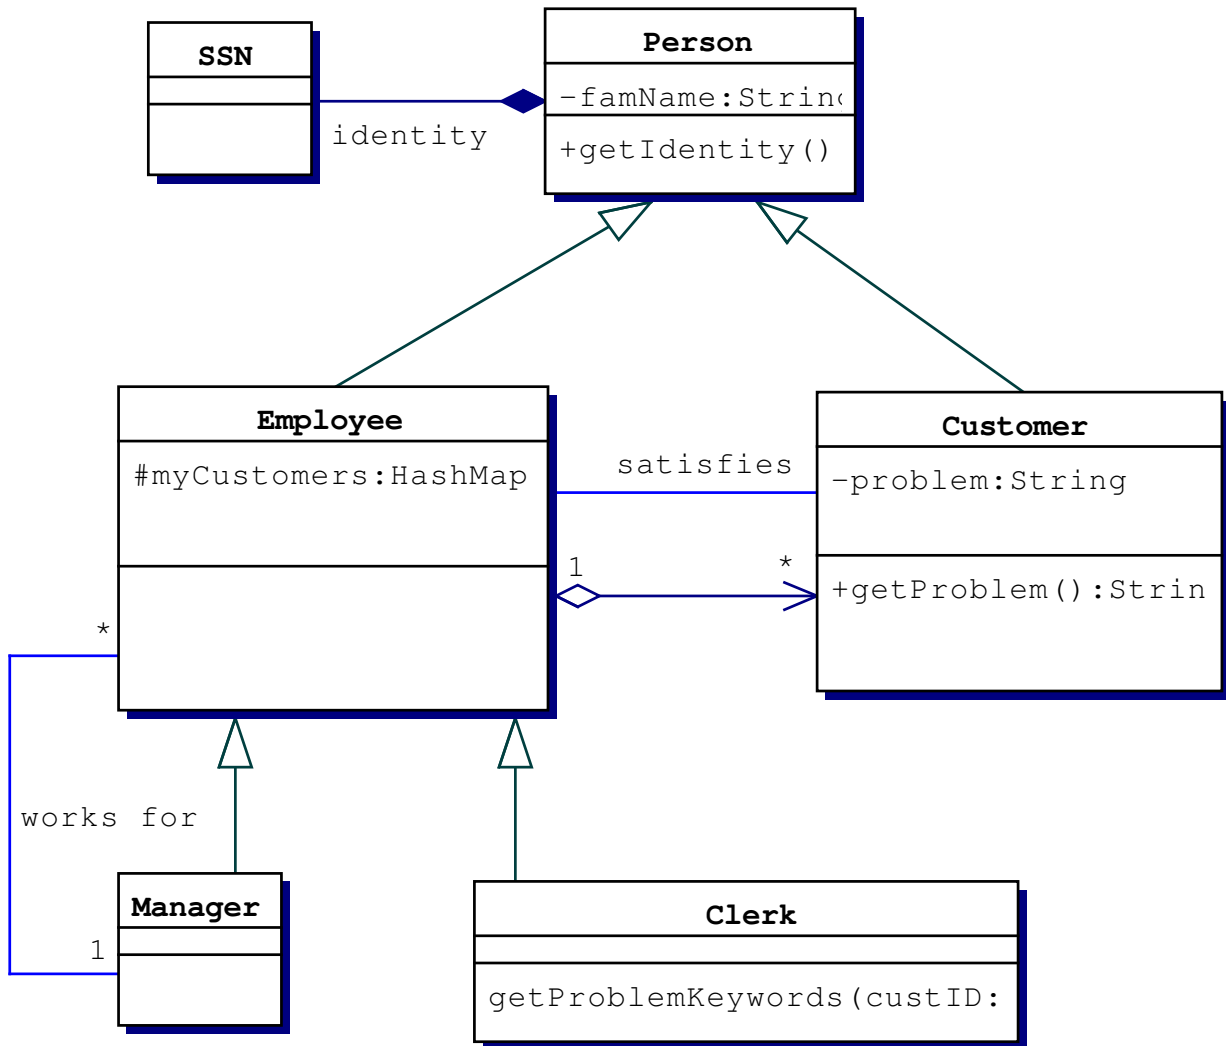 SSN
Person
-famName:String
identity
+getIdentity()
Employee
Customer
#myCustomers:HashMap
satisfies
-problem:String
1
*
+getProblem():Strin
*
works for
Manager
Clerk
1
getProblemKeywords(custID: